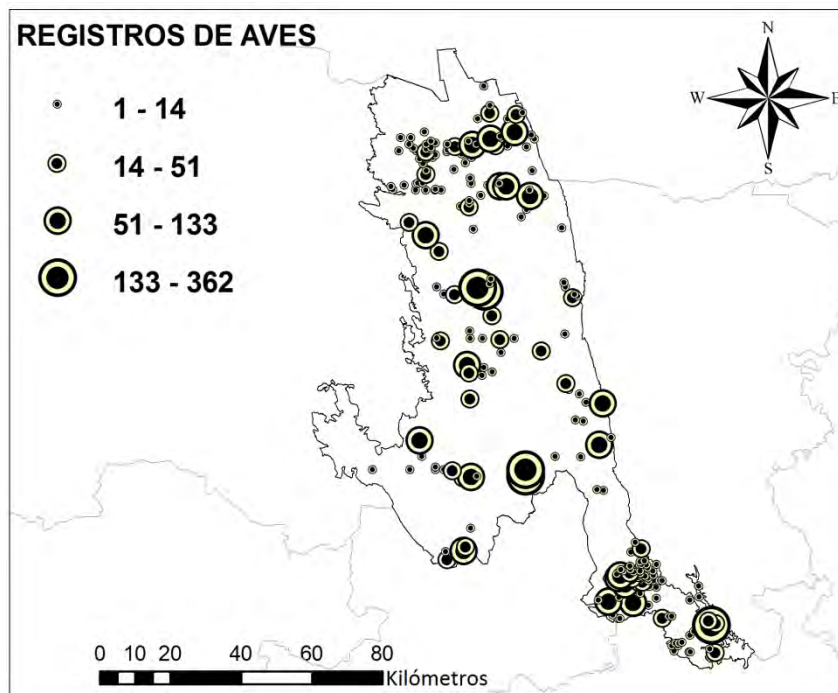 REGISTROS DE AVES
1 - 14
14 - 51
51 - 133
133 - 362
N
W E
S
0 10 20 40 60 80
Kilómetros